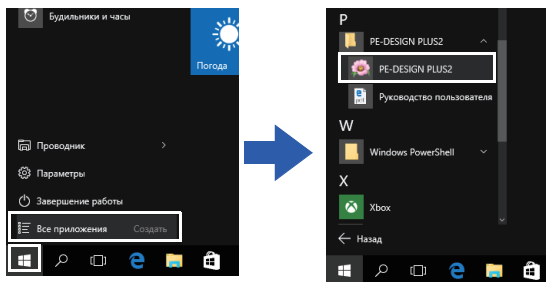 Будильники и часы
Погода
Проводник
Параметры
Завершение работы
Все приложения Создать
P
PE-DESIGN PLUS2
PE-DESIGN PLUS2
Руководство пользователя
W
Windows PowerShell
X
Xbox
Назад